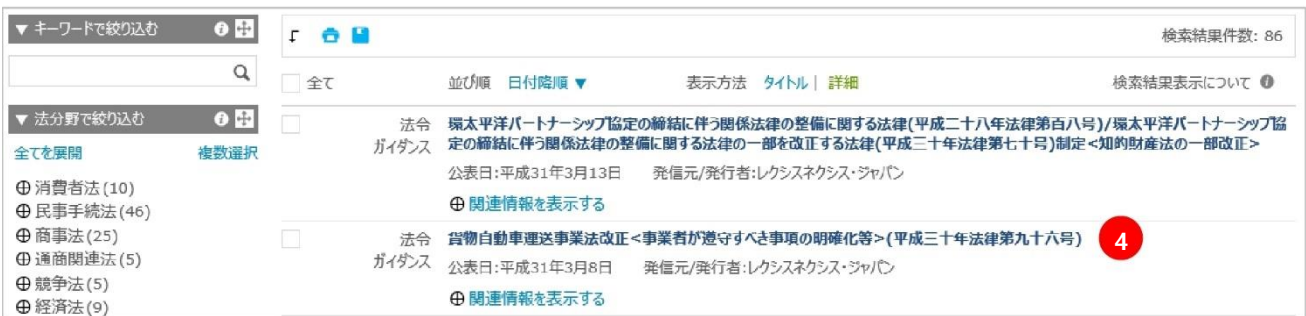 ▼ キーワードで絞り込む
検索結果件数: 86
全て
並び順 日付降順 ▼
表示方法 タイトル | 詳細
検索結果表示について
▼ 法分野で絞り込む
全てを展開
複数選択
消費者法(10)
民事手続法(46)
商事法(25)
通商関連法(5)
競争法(5)
経済法(9)
法令
ガイダンス
環太平洋パートナーシップ協定の締結に伴う関係法律の整備に関する法律(平成二十八年法律第百八号)/環太平洋パートナーシップ協
定の締結に伴う関係法律の整備に関する法律の一部を改正する法律(平成三十年法律第七十号)制定<知的財産法の一部改正>
公表日:平成31年3月13日 発信元/発行者:レクシスネクシス・ジャパン
関連情報を表示する
法令
ガイダンス
貨物自動車運送事業法改正<事業者が遵守すべき事項の明確化等>(平成三十年法律第九十六号)
4
公表日:平成31年3月8日 発信元/発行者:レクシスネクシス・ジャパン
関連情報を表示する